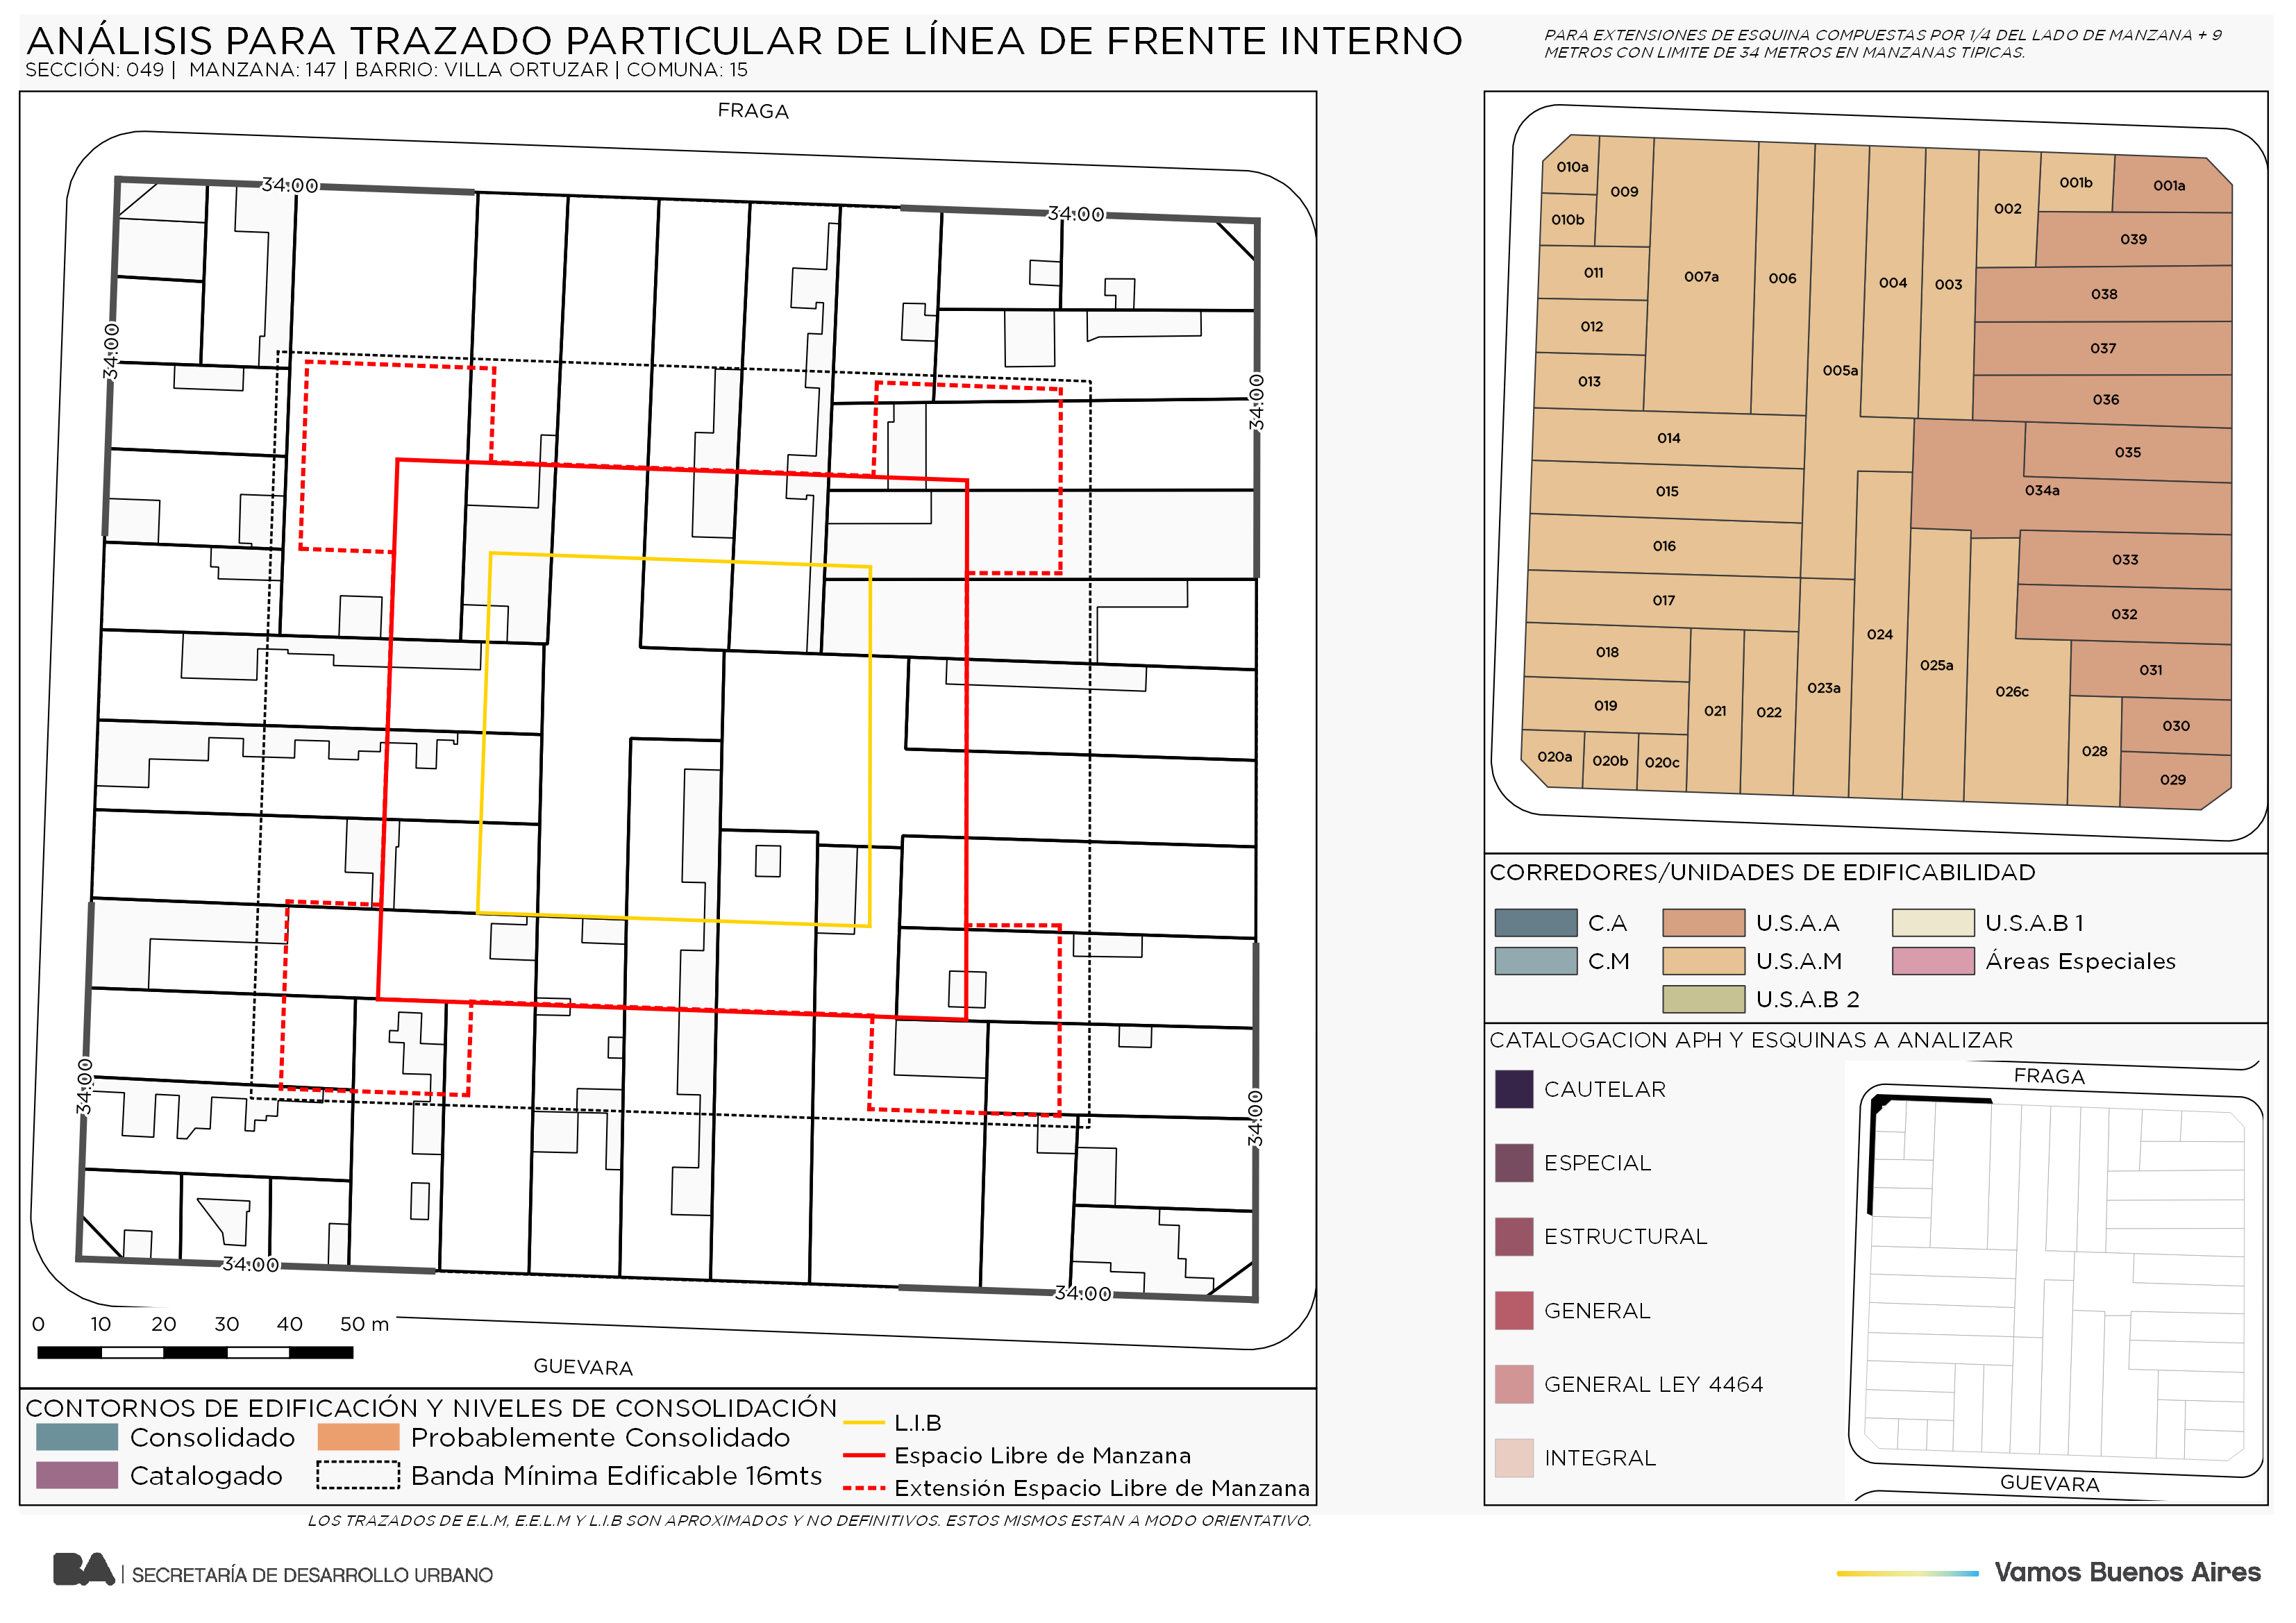 ANÁLISIS PARA TRAZADO PARTICULAR DE LÍNEA DE FRENTE INTERNO
SECCIÓN: 049 | MANZANA: 147 | BARRIO: VILLA ORTUZAR | COMUNA: 15
PARA EXTENSIONES DE ESQUINA COMPUESTAS POR 1/4 DEL LADO DE MANZANA + 9
METROS CON LIMITE DE 34 METROS EN MANZANAS TIPICAS.
FRAGA
34:00
34:00
34:00
34:00
34:00
34:00
34:00
34:00
0 10 20 30 40 50 m
GUEVARA
CONTORNOS DE EDIFICACIÓN Y NIVELES DE CONSOLIDACIÓN
Consolidado
Probablemente Consolidado
Catalogado
Banda Mínima Edificable 16mts
L.I.B
Espacio Libre de Manzana
Extensión Espacio Libre de Manzana
LOS TRAZADOS DE E.L.M, E.E.L.M Y L.I.B SON APROXIMADOS Y NO DEFINITIVOS. ESTOS MISMOS ESTAN A MODO ORIENTATIVO.
010a
009
010b
011
012
013
007a
006
005a
004
003
002
001b
001a
039
038
037
036
035
034a
014
015
016
017
018
019
020a
020b
020c
021
022
023a
024
025a
026c
033
032
031
028
030
029
CORREDORES/UNIDADES DE EDIFICABILIDAD
C.A
U.S.A.A
U.S.A.B 1
C.M
U.S.A.M
Áreas Especiales
U.S.A.B 2
CATALOGACION APH Y ESQUINAS A ANALIZAR
CAUTELAR
ESPECIAL
ESTRUCTURAL
GENERAL
GENERAL LEY 4464
INTEGRAL
FRAGA
GUEVARA
BA | SECRETARÍA DE DESARROLLO URBANO
Vamos Buenos Aires